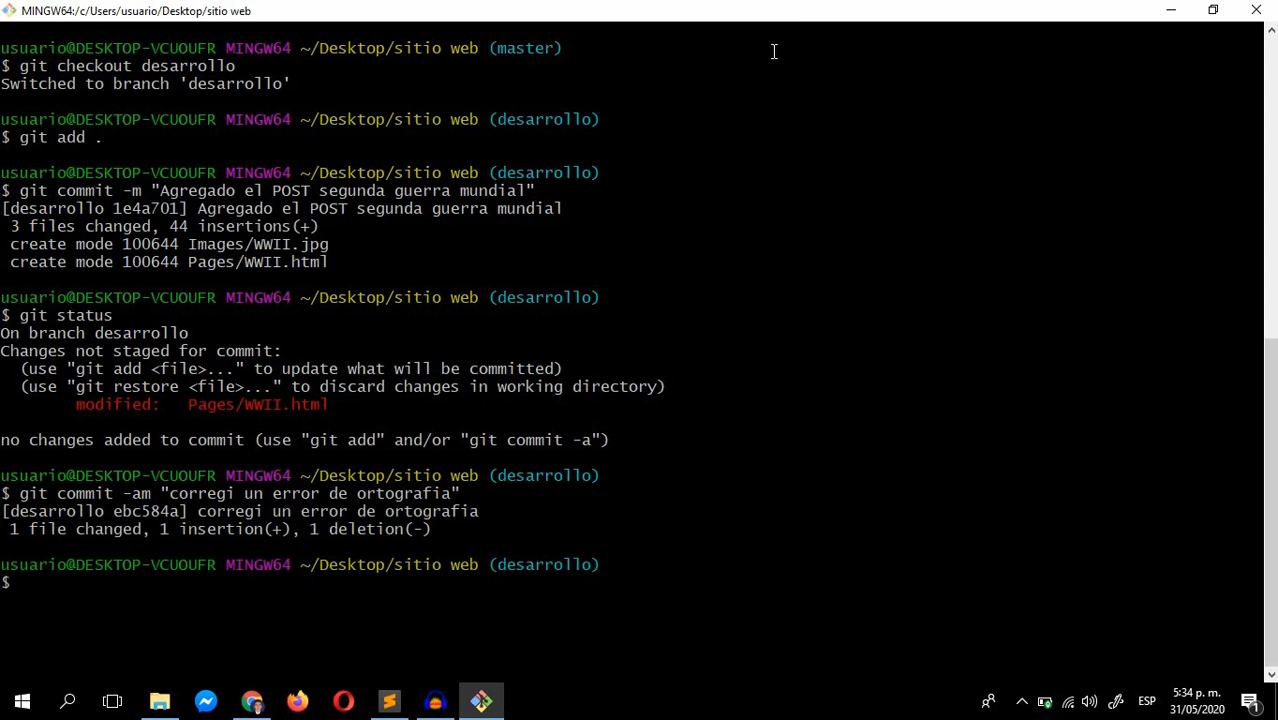 MINGW64:/c/Users/usuario/Desktop/sitio web
usuario@DESKTOP-VCUOUFR MINGW64 ~/Desktop/sitio web (master)
$ git checkout desarrollo
Switched to branch 'desarrollo'
usuario@DESKTOP-VCUOUFR MINGW64 ~/Desktop/sitio web (desarrollo)
$ git add .
usuario@DESKTOP-VCUOUFR MINGW64 ~/Desktop/sitio web (desarrollo)
$ git commit -m "Agregado el POST segunda guerra mundial"
[desarrollo 1e4a701] Agregado el POST segunda guerra mundial
3 files changed, 44 insertions(+)
create mode 100644 Images/WWII.jpg
create mode 100644 Pages/WWII.html
usuario@DESKTOP-VCUOUFR MINGW64 ~/Desktop/sitio web (desarrollo)
$ git status
On branch desarrollo
Changes not staged for commit:
(use "git add <file>..." to update what will be committed)
(use "git restore <file>..." to discard changes in working directory)
modified: Pages/WWII.html
no changes added to commit (use "git add" and/or "git commit -a")
usuario@DESKTOP-VCUOUFR MINGW64 ~/Desktop/sitio web (desarrollo)
$ git commit -am "corregi un error de ortografia"
[desarrollo ebc584a] corregi un error de ortografia
1 file changed, 1 insertion(+), 1 deletion(-)
usuario@DESKTOP-VCUOUFR MINGW64 ~/Desktop/sitio web (desarrollo)
$
ESP
5:34 p. m.
31/05/2020
1